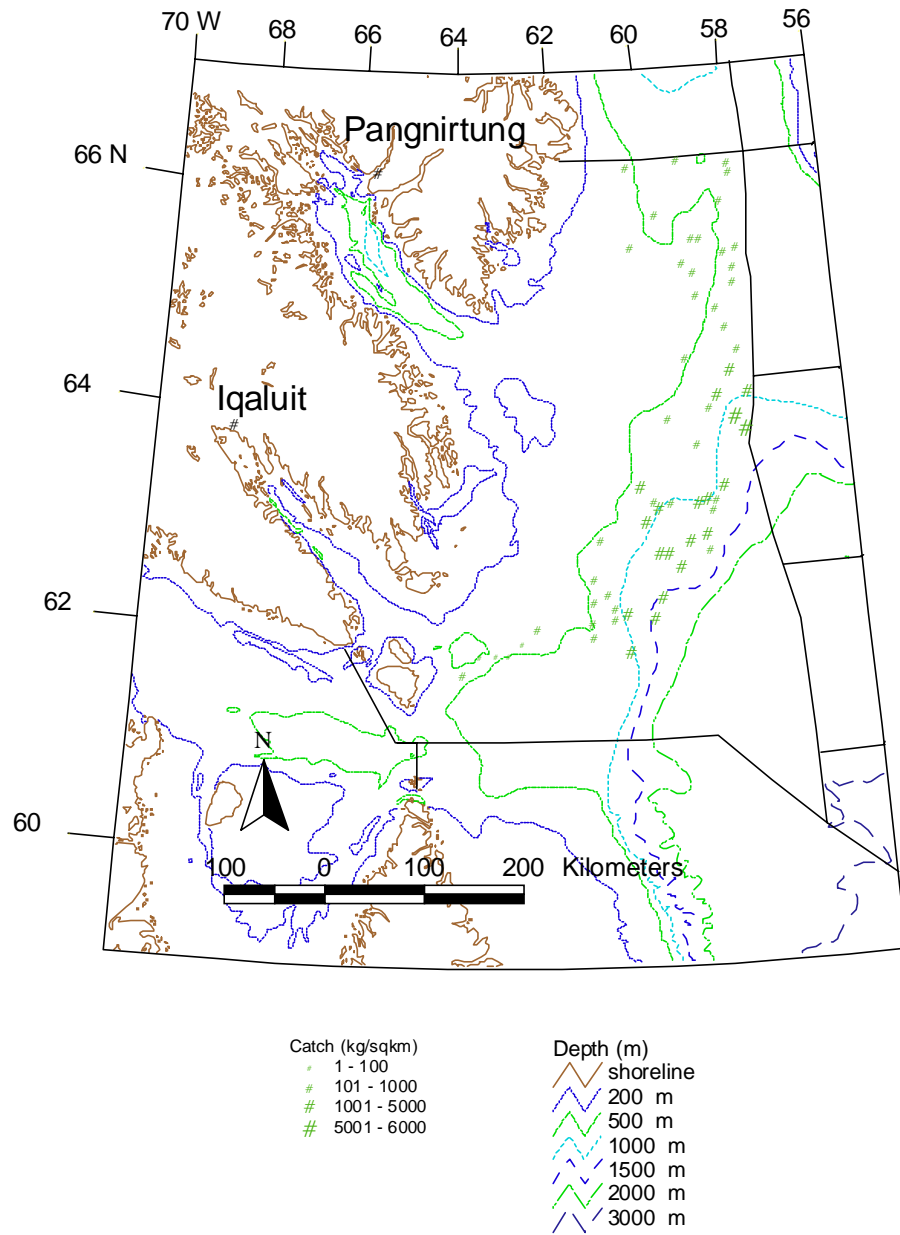 70 W 68 66 64 62 60 58 56
Pangnirtung
66 N
64
Iqaluit
62
N
60
100 0 100 200 Kilometers
Catch (kg/sqkm)
# 1 - 100
# 101 - 1000
# 1001 - 5000
# 5001 - 6000
Depth (m)
shoreline
200 m
500 m
1000 m
1500 m
2000 m
3000 m